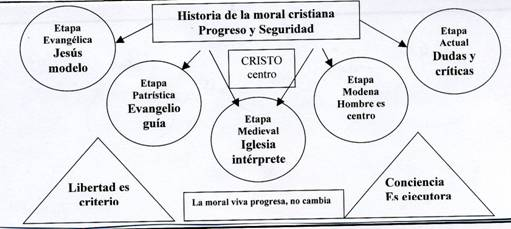 Historia de la moral cristiana
Progreso y Seguridad
Etapa
Evangélica
Jesús
modelo
Etapa
Patrística
Evangelio
guía
CRISTO
centro
Etapa
Medieval
Iglesia
intérprete
Etapa
Modena
Hombre es
centro
Etapa
Actual
Dudas y
críticas
Libertad es
criterio
La moral viva progresa, no cambia
Conciencia
Es ejecutora